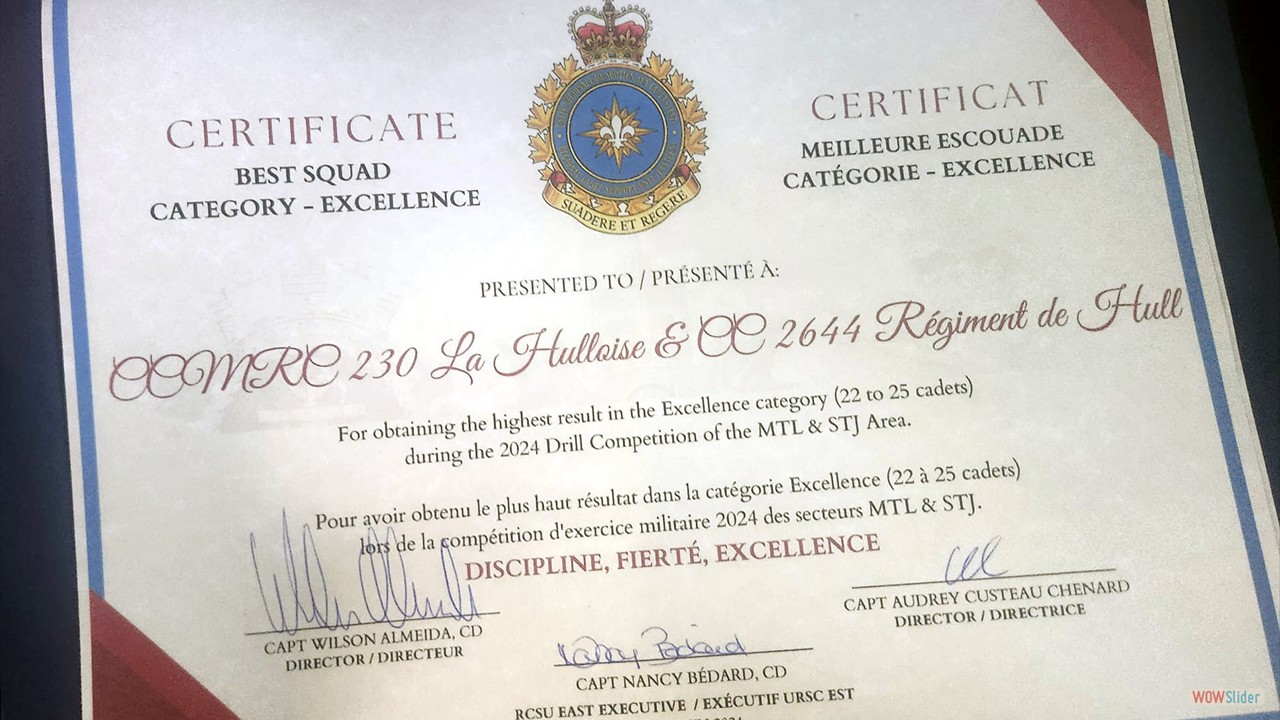 CERTIFICATE
BEST SQUAD
CATEGORY - EXCELLENCE
CERTIFICAT
MEILLEURE ESCOUADE
CATÉGORIE - EXCELLENCE
SUADERE ET REGERE
PRESENTED TO / PRÉSENTÉ À:
CCMRC 230 La Hulloise & CC 2644 Régiment de Hull
For obtaining the highest result in the Excellence category (22 to 25 cadets)
during the 2024 Drill Competition of the MTL & STJ Area.
Pour avoir obtenu le plus haut résultat dans la catégorie Excellence (22 à 25 cadets)
lors de la compétition d'exercice militaire 2024 des secteurs MTL & STJ.
DISCIPLINE, FIERTÉ, EXCELLENCE
CAPT WILSON ALMEIDA, CD
DIRECTOR / DIRECTEUR
Nancy Bédard
CAPT NANCY BÉDARD, CD
RCSU EAST EXECUTIVE / EXÉCUTIF URSC EST
CAPT AUDREY CUSTEAU CHENARD
DIRECTOR / DIRECTRICE
WOWSlider